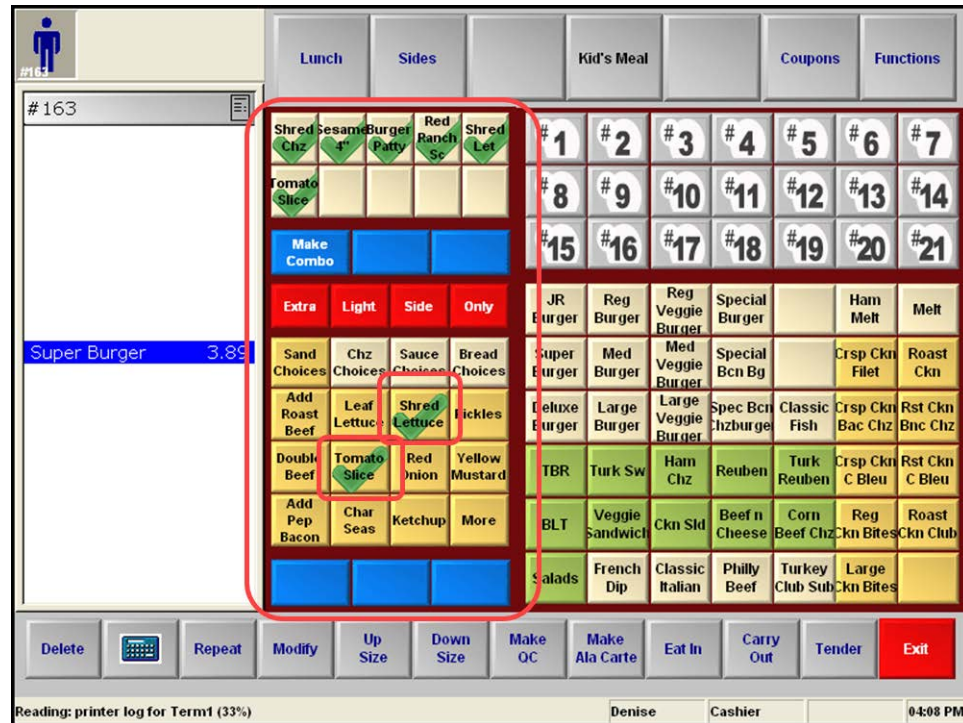 #163
Lunch
Sides
Kid's Meal
Coupons
Functions
#163
Super Burger 3.89
Shred Chz
Sesame 4"
Burger Patty
Red Ranch Sc
Shred Let
Tomato Slice
Make Combo
Extra
Light
Side
Only
Sand Choices
Chz Choices
Sauce Choices
Bread Choices
Add Roast Beef
Leaf Lettuce
Shred Lettuce
Pickles
Double Beef
Tomato Slice
Red Onion
Yellow Mustard
Add Pep Bacon
Char Seas
Ketchup
More
#1
#2
#3
#4
#5
#6
#7
#8
#9
#10
#11
#12
#13
#14
#15
#16
#17
#18
#19
#20
#21
JR Burger
Reg Burger
Reg Veggie Burger
Special Burger
Ham Melt
Melt
Super Burger
Med Burger
Med Veggie Burger
Special Bcn Bg
Crsp Ckn Filet
Roast Ckn
Deluxe Burger
Large Burger
Large Veggie Burger
Spec Bcn Chzburger
Classic Fish
Crsp Ckn Bac Chz
Rst Ckn Bnc Chz
TBR
Turk Sw
Ham Chz
Reuben
Turk Reuben
Crsp Ckn C Bleu
Rst Ckn C Bleu
BLT
Veggie Sandwich
Ckn Sld
Beef n Cheese
Corn Beef Chz
Reg Ckn Bites
Roast Ckn Club
Salads
French Dip
Classic Italian
Philly Beef
Turkey Club Sub
Large Ckn Bites
Delete
Repeat
Modify
Up Size
Down Size
Make QC
Make Ala Carte
Eat In
Carry Out
Tender
Exit
Reading: printer log for Term1 (33%)
Denise
Cashier
04:08 PM